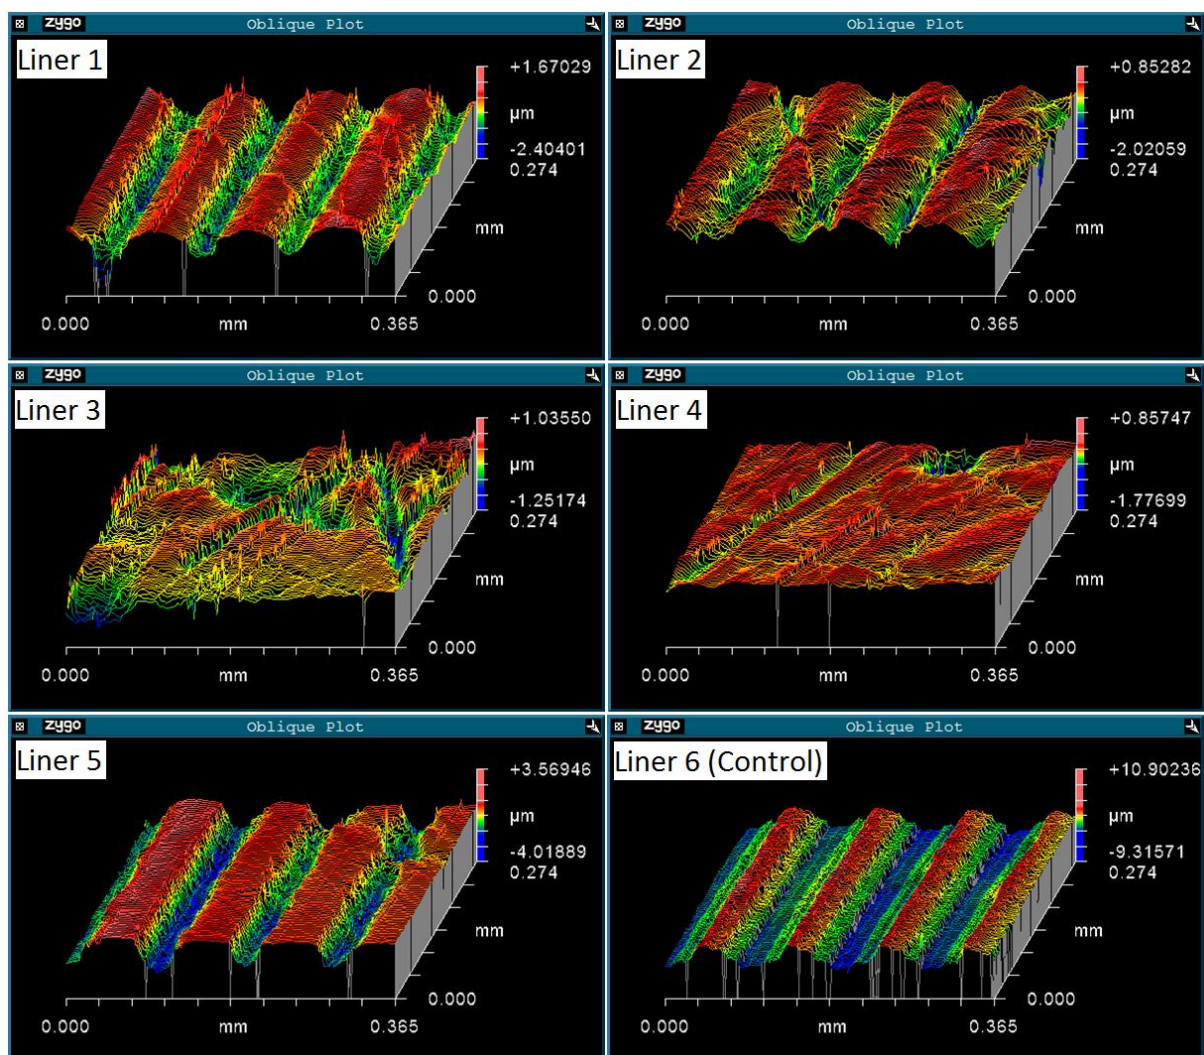 zygo Oblique Plot
Liner 1
+1.67029
µm
-2.40401
0.274
mm
0.000
0.000 mm 0.365
zygo Oblique Plot
Liner 2
+0.85282
µm
-2.02059
0.274
mm
0.000
0.000 mm 0.365
zygo Oblique Plot
Liner 3
+1.03550
µm
-1.25174
0.274
mm
0.000
0.000 mm 0.365
zygo Oblique Plot
Liner 4
+0.85747
µm
-1.77699
0.274
mm
0.000
0.000 mm 0.365
zygo Oblique Plot
Liner 5
+3.56946
µm
-4.01889
0.274
mm
0.000
0.000 mm 0.365
zygo Oblique Plot
Liner 6 (Control)
+10.90236
µm
-9.31571
0.274
mm
0.000
0.000 mm 0.365